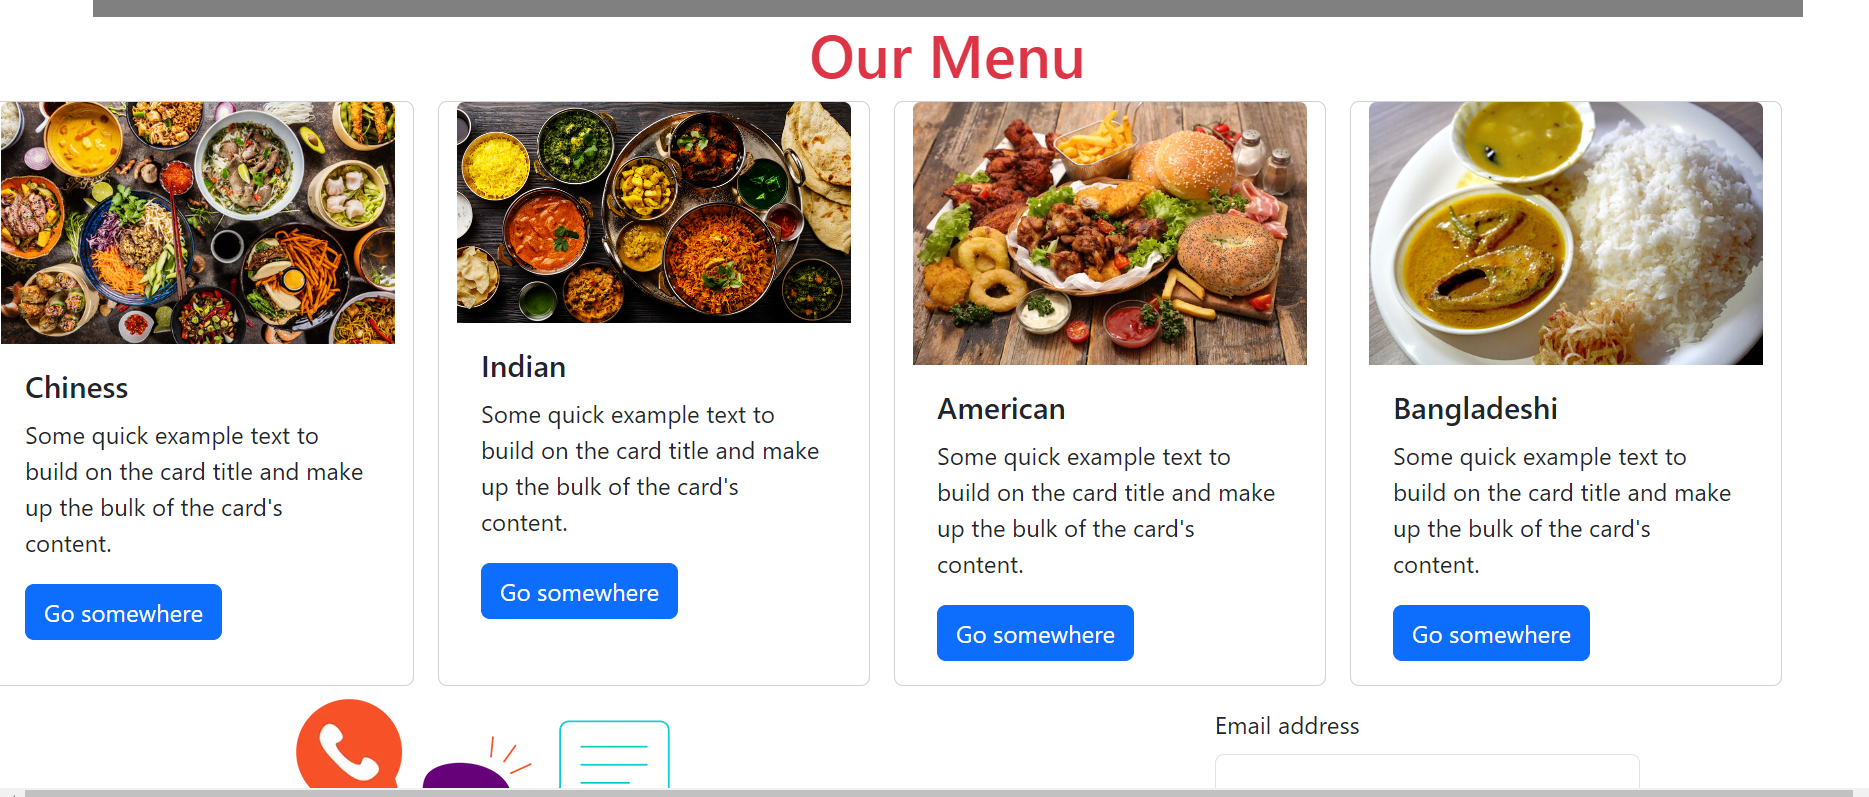 Our Menu
Chiness
Some quick example text to
build on the card title and make
up the bulk of the card's
content.
Go somewhere
Indian
Some quick example text to
build on the card title and make
up the bulk of the card's
content.
Go somewhere
American
Some quick example text to
build on the card title and make
up the bulk of the card's
content.
Go somewhere
Bangladeshi
Some quick example text to
build on the card title and make
up the bulk of the card's
content.
Go somewhere
Email address